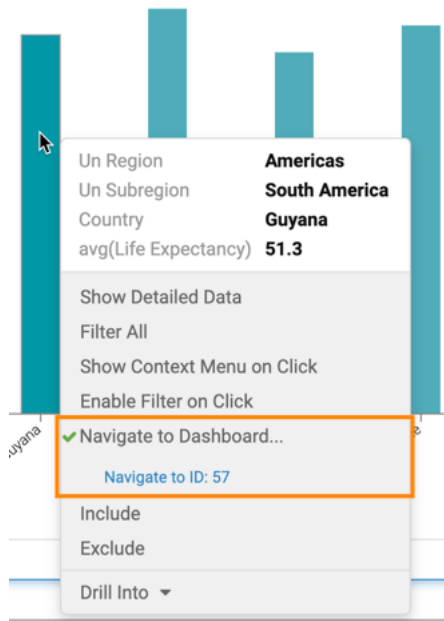 Un Region Americas
Un Subregion South America
Country Guyana
avg(Life Expectancy) 51.3
Show Detailed Data
Filter All
Show Context Menu on Click
Enable Filter on Click
Navigate to Dashboard...
Navigate to ID: 57
Include
Exclude
Drill Into